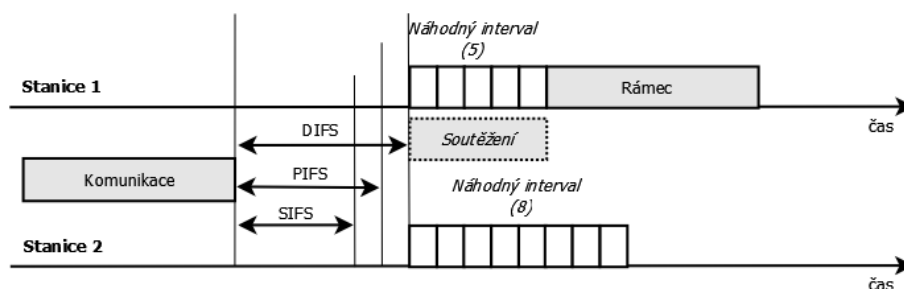 Náhodný interval
(5)
Stanice 1
Rámec
čas
DIFS
Soutěžení
Komunikace
PIFS
Náhodný interval
(8)
SIFS
Stanice 2
čas